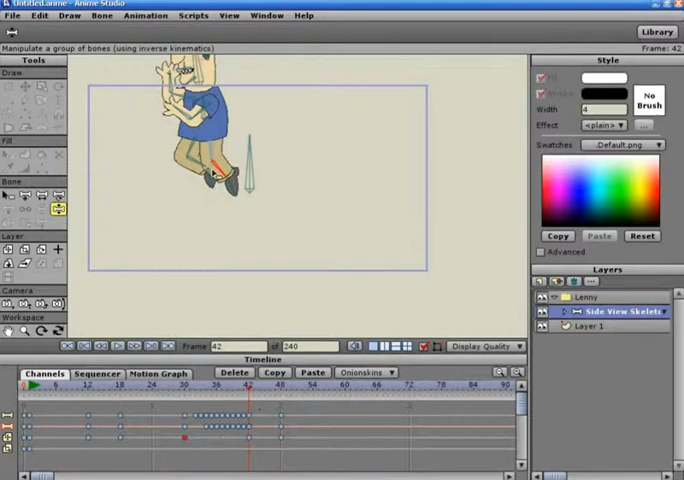 Untitled.anme - Anime Studio
File Edit Draw Bone Animation Scripts View Window Help
Library
Manipulate a group of bones (using inverse kinematics)
Frame: 42
Tools
Draw
Fill
Bone
Layer
Camera
Workspace
Style
Fill
Stroke
Width 4
Effect <plain> ...
No
Brush
Swatches .Default.png
Copy Paste Reset
Advanced
Layers
Lenny
Side View Skelet
Layer 1
Frame 42 of 240 Display Quality
Timeline
Channels Sequencer Motion Graph Delete Copy Paste Onionskins
0 6 12 18 24 30 36 42 48 54 60 66 72 78 84 90